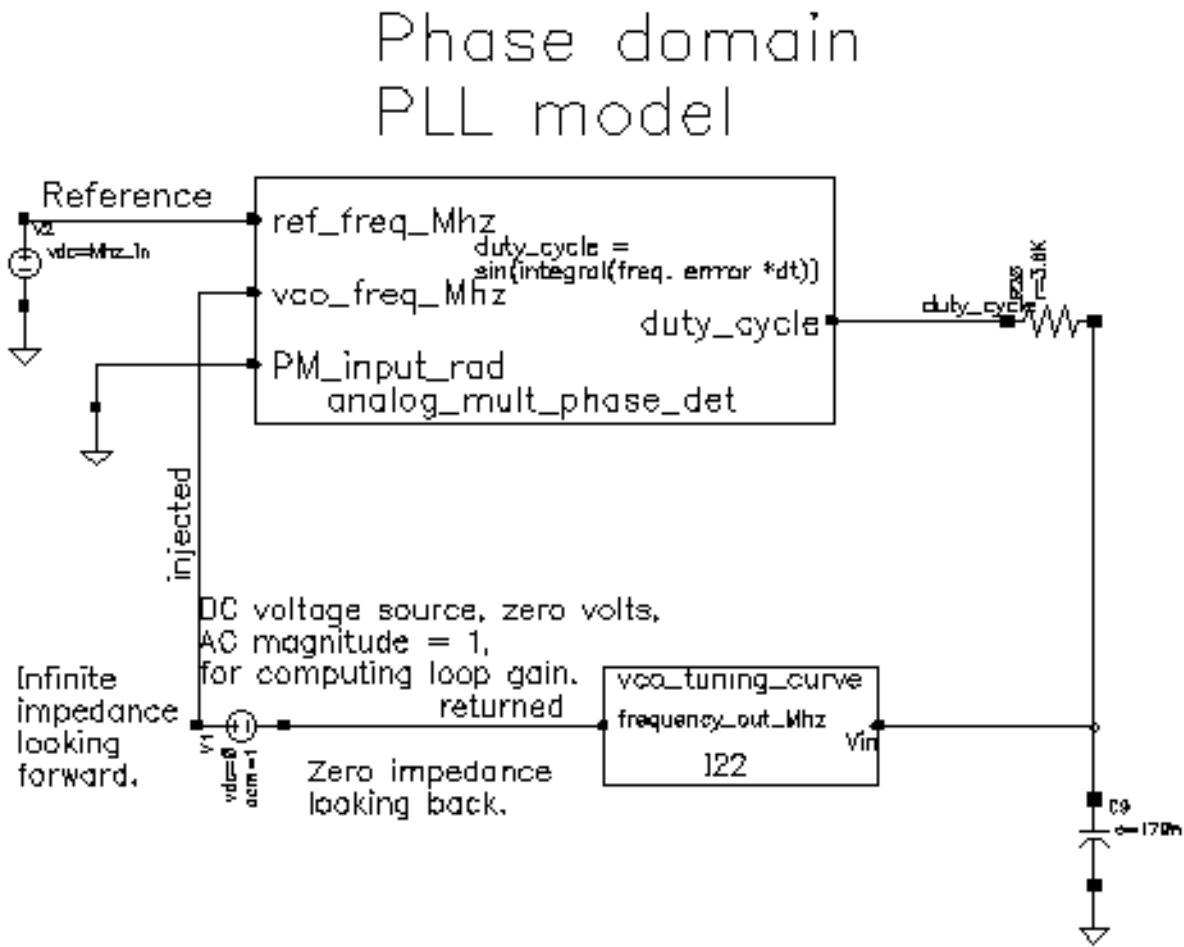 Phase domain
PLL model
Reference
V2
vdc=Mhz_in
ref_freq_Mhz
duty_cycle =
sin(integral(freq. error *dt))
vco_freq_Mhz
duty_cycle
duty_cycle
PM_input_rad
analog_mult_phase_det
injected
DC voltage source, zero volts,
AC magnitude = 1,
for computing loop gain.
Infinite
impedance
looking
forward.
returned
V1
vdc=0
acm=1
Zero impedance
looking back.
vco_tuning_curve
frequency_out_Mhz
Vin
I22
C9